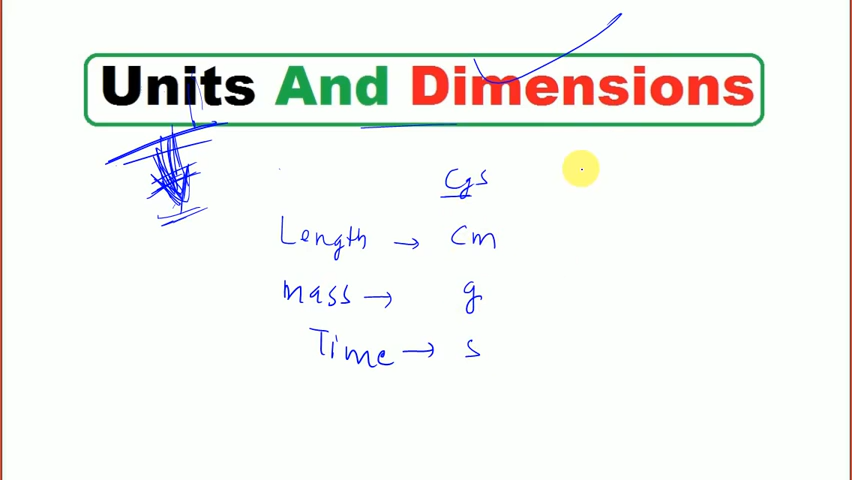 Units And Dimensions
cgs
Length → cm
Mass → g
Time → s